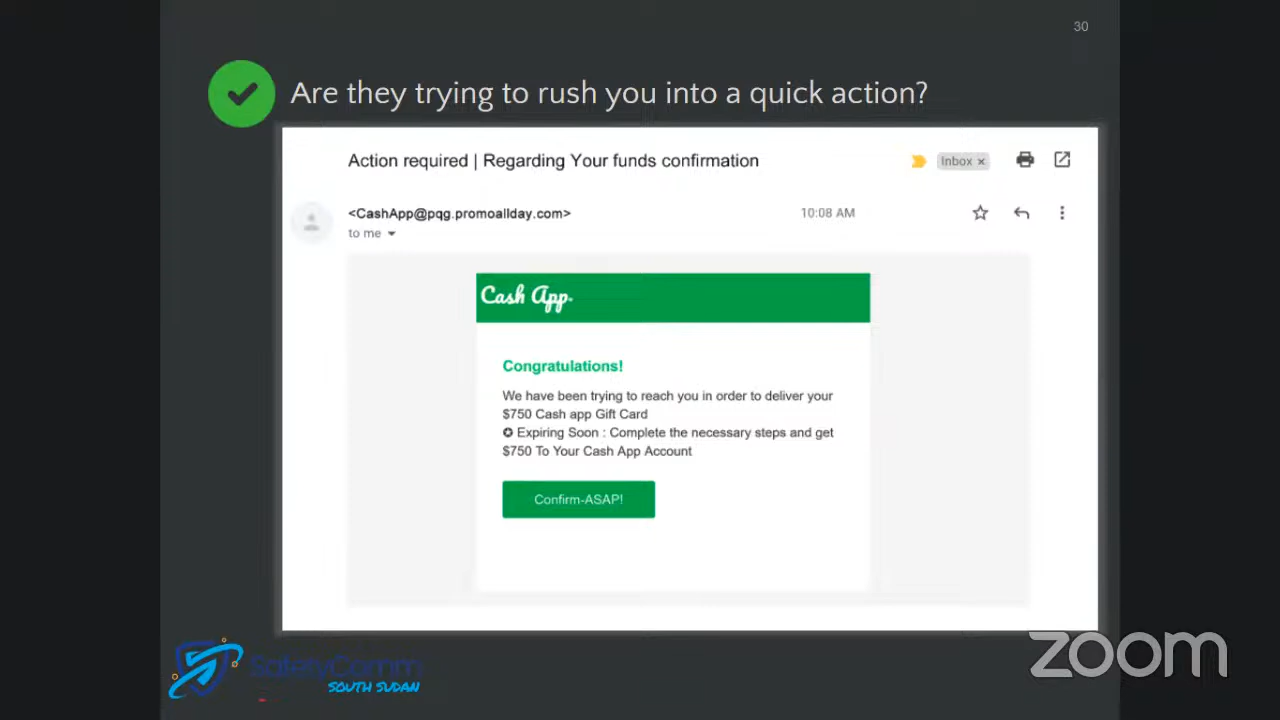 30
Are they trying to rush you into a quick action?
Action required | Regarding Your funds confirmation
Inbox x
<CashApp@pqg.promoallday.com>
10:08 AM
to me
Cash App.
Congratulations!
We have been trying to reach you in order to deliver your
$750 Cash app Gift Card
✪ Expiring Soon : Complete the necessary steps and get
$750 To Your Cash App Account
Confirm-ASAP!
SafetyComm
SOUTH SUDAN
zoom